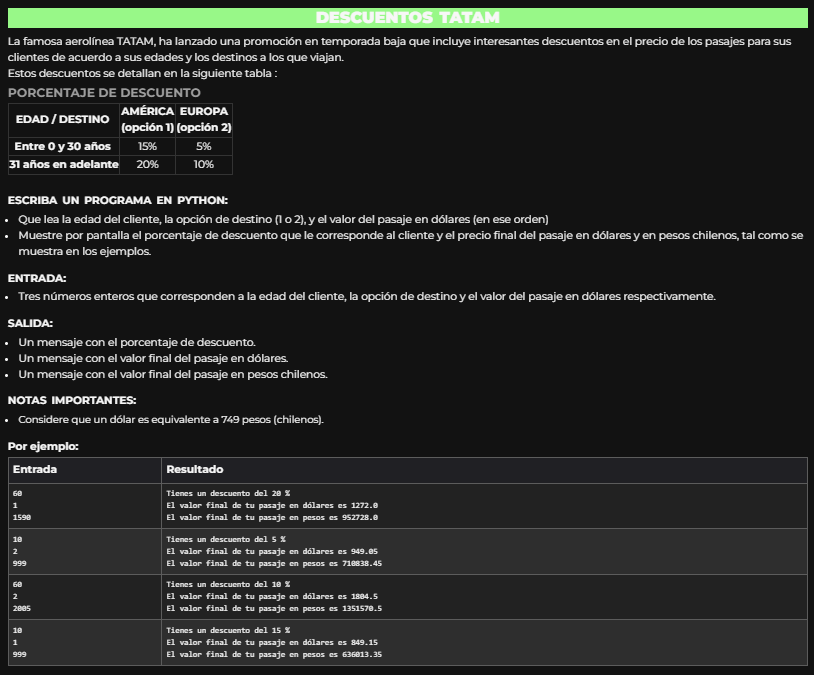 DESCUENTOS TATAM
La famosa aerolínea TATAM, ha lanzado una promoción en temporada baja que incluye interesantes descuentos en el precio de los pasajes para sus
clientes de acuerdo a sus edades y los destinos a los que viajan.
Estos descuentos se detallan en la siguiente tabla :
PORCENTAJE DE DESCUENTO
EDAD / DESTINO AMÉRICA (opción 1) EUROPA (opción 2)
Entre 0 y 30 años 15% 5%
31 años en adelante 20% 10%
ESCRIBA UN PROGRAMA EN PYTHON:
• Que lea la edad del cliente, la opción de destino (1 o 2), y el valor del pasaje en dólares (en ese orden)
• Muestre por pantalla el porcentaje de descuento que le corresponde al cliente y el precio final del pasaje en dólares y en pesos chilenos, tal como se
muestra en los ejemplos.
ENTRADA:
• Tres números enteros que corresponden a la edad del cliente, la opción de destino y el valor del pasaje en dólares respectivamente.
SALIDA:
• Un mensaje con el porcentaje de descuento.
• Un mensaje con el valor final del pasaje en dólares.
• Un mensaje con el valor final del pasaje en pesos chilenos.
NOTAS IMPORTANTES:
• Considere que un dólar es equivalente a 749 pesos (chilenos).
Por ejemplo:
Entrada Resultado
60 Tienes un descuento del 20 %
1 El valor final de tu pasaje en dólares es 1272.0
1590 El valor final de tu pasaje en pesos es 952728.0
10 Tienes un descuento del 5 %
2 El valor final de tu pasaje en dólares es 949.05
999 El valor final de tu pasaje en pesos es 710838.45
60 Tienes un descuento del 10 %
2 El valor final de tu pasaje en dólares es 1804.5
2005 El valor final de tu pasaje en pesos es 1351570.5
10 Tienes un descuento del 15 %
1 El valor final de tu pasaje en dólares es 849.15
999 El valor final de tu pasaje en pesos es 636013.35